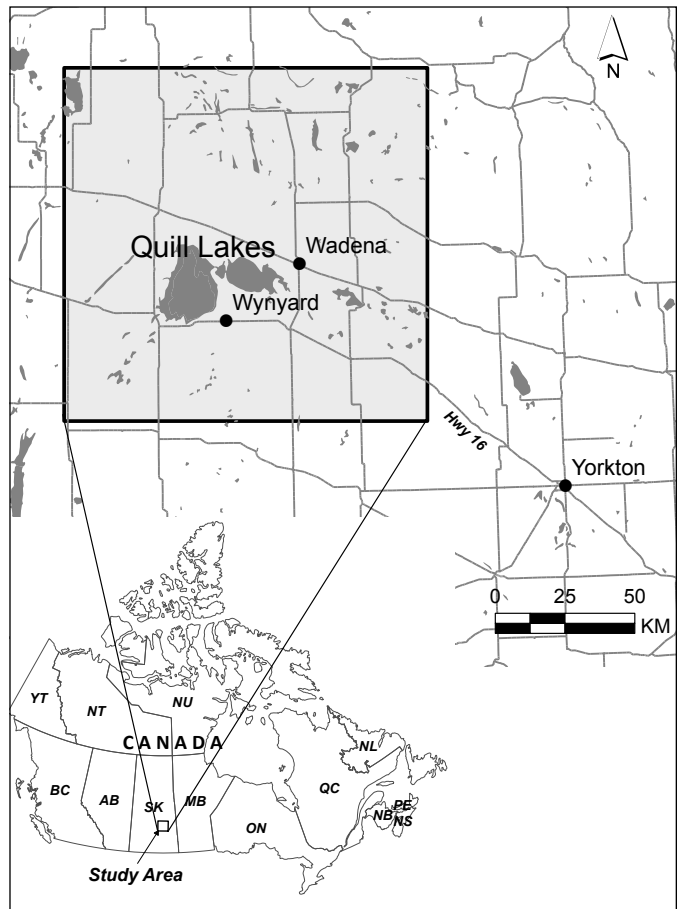 N
Quill Lakes
Wadena
Wynyard
Hwy 16
Yorkton
0 25 50
KM
YT
NT
NU
CANADA
NL
BC
AB
SK
MB
QC
PE
NB
NS
ON
Study Area